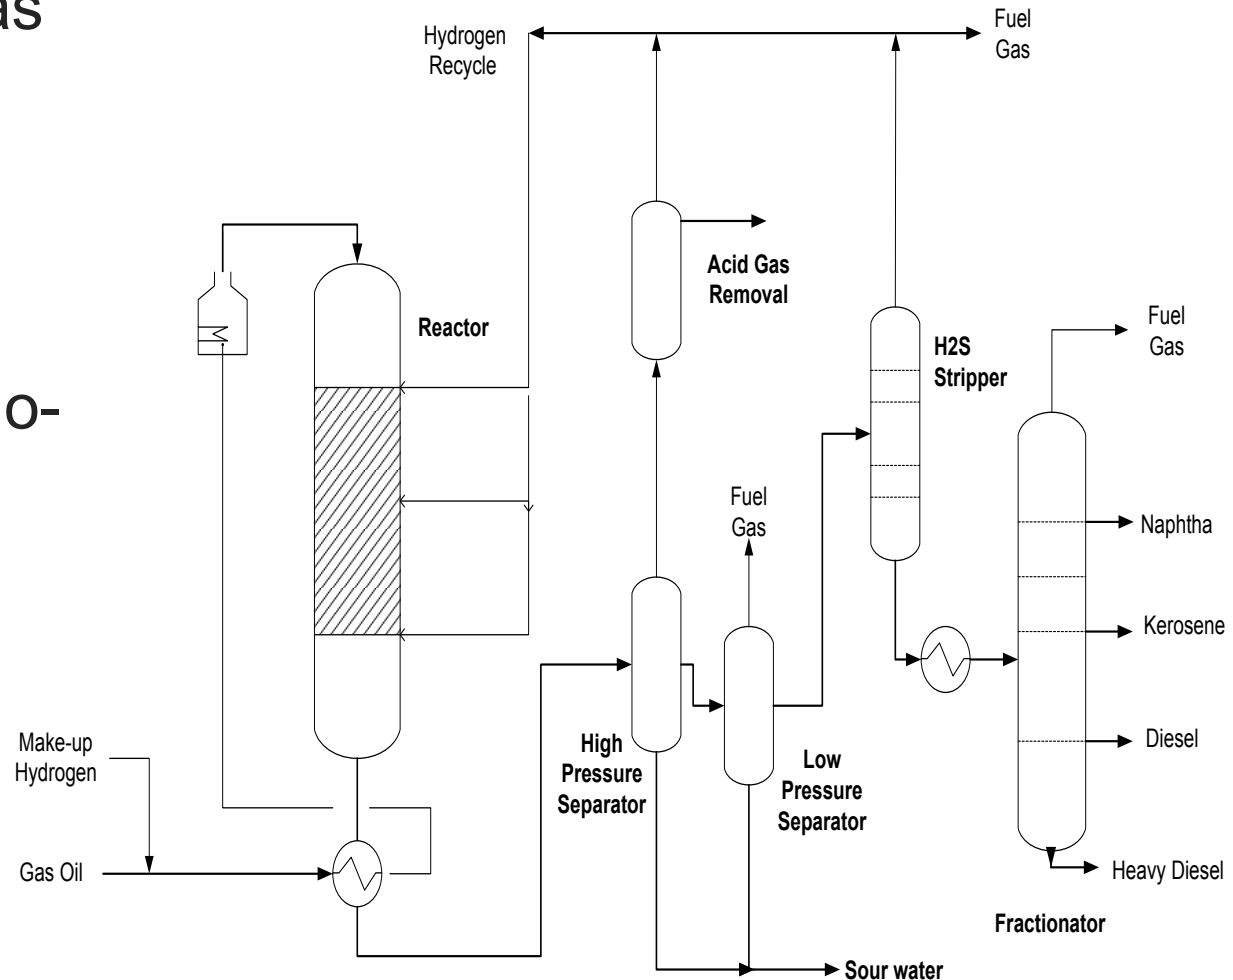 as
o-
Hydrogen
Recycle
Fuel
Gas
Acid Gas
Removal
Reactor
H2S
Stripper
Fuel
Gas
Fuel
Gas
Naphtha
Kerosene
Diesel
High
Pressure
Separator
Low
Pressure
Separator
Make-up
Hydrogen
Gas Oil
Heavy Diesel
Fractionator
Sour water